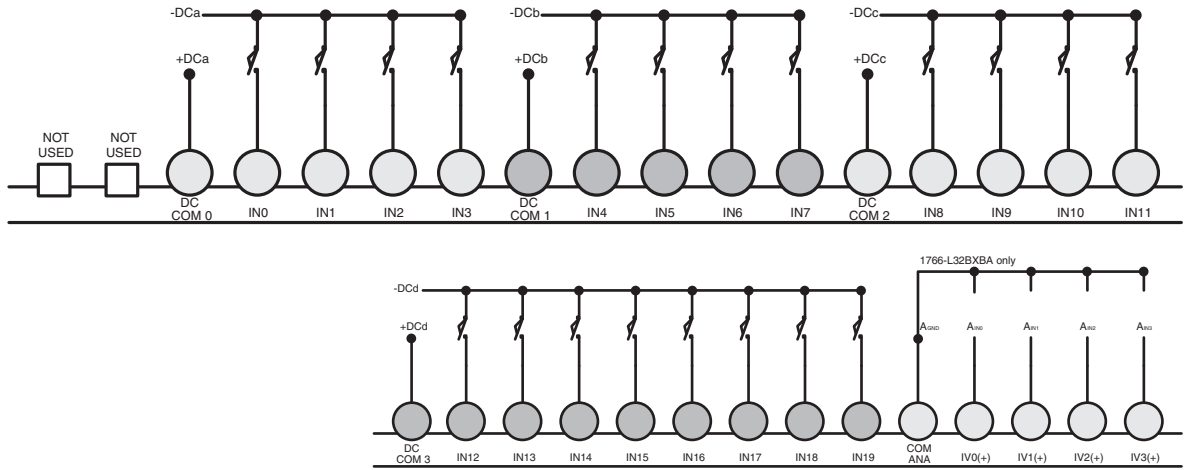 -DCa
-DCb
-DCc
+DCa
+DCb
+DCc
NOT
USED
NOT
USED
DC
COM 0
IN0
IN1
IN2
IN3
DC
COM 1
IN4
IN5
IN6
IN7
DC
COM 2
IN8
IN9
IN10
IN11
1766-L32BXBA only
-DCd
+DCd
AGND
AIN0
AIN1
AIN2
AIN3
DC
COM 3
IN12
IN13
IN14
IN15
IN16
IN17
IN18
IN19
COM
ANA
IV0(+)
IV1(+)
IV2(+)
IV3(+)